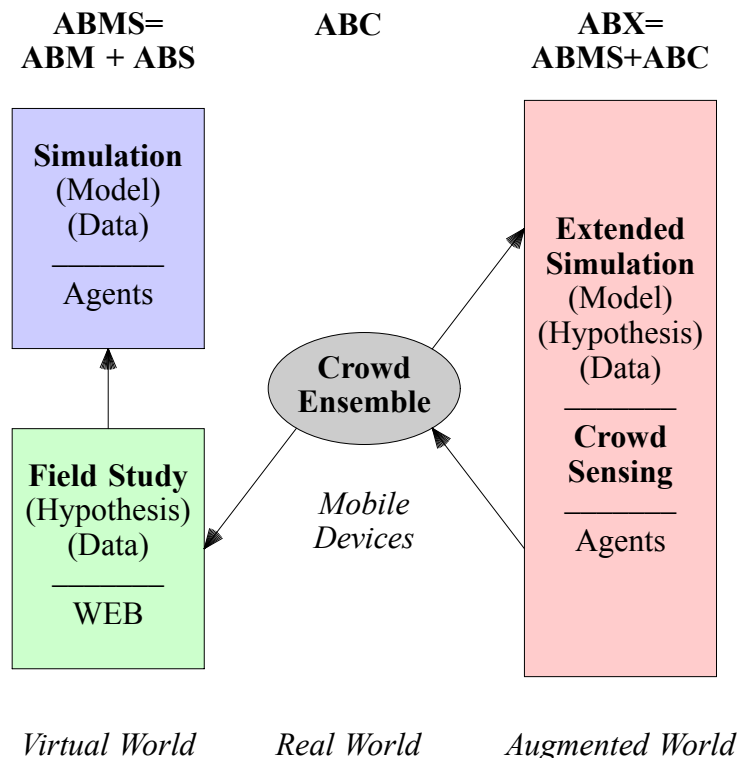 ABMS=
ABM + ABS
ABC
ABX=
ABMS+ABC
Simulation
(Model)
(Data)
Agents
Field Study
(Hypothesis)
(Data)
WEB
Crowd
Ensemble
Mobile
Devices
Extended
Simulation
(Model)
(Hypothesis)
(Data)
Crowd
Sensing
Agents
Virtual World
Real World
Augmented World